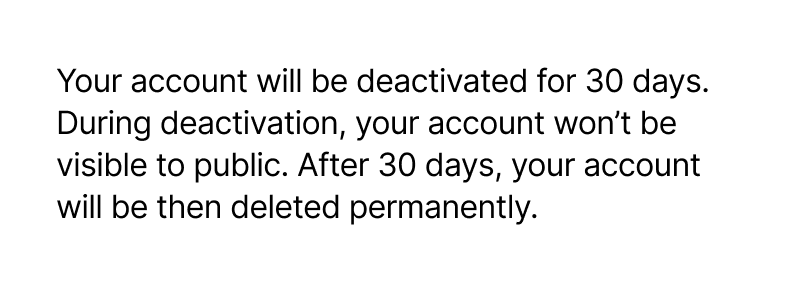 Your account will be deactivated for 30 days.
During deactivation, your account won’t be
visible to public. After 30 days, your account
will be then deleted permanently.